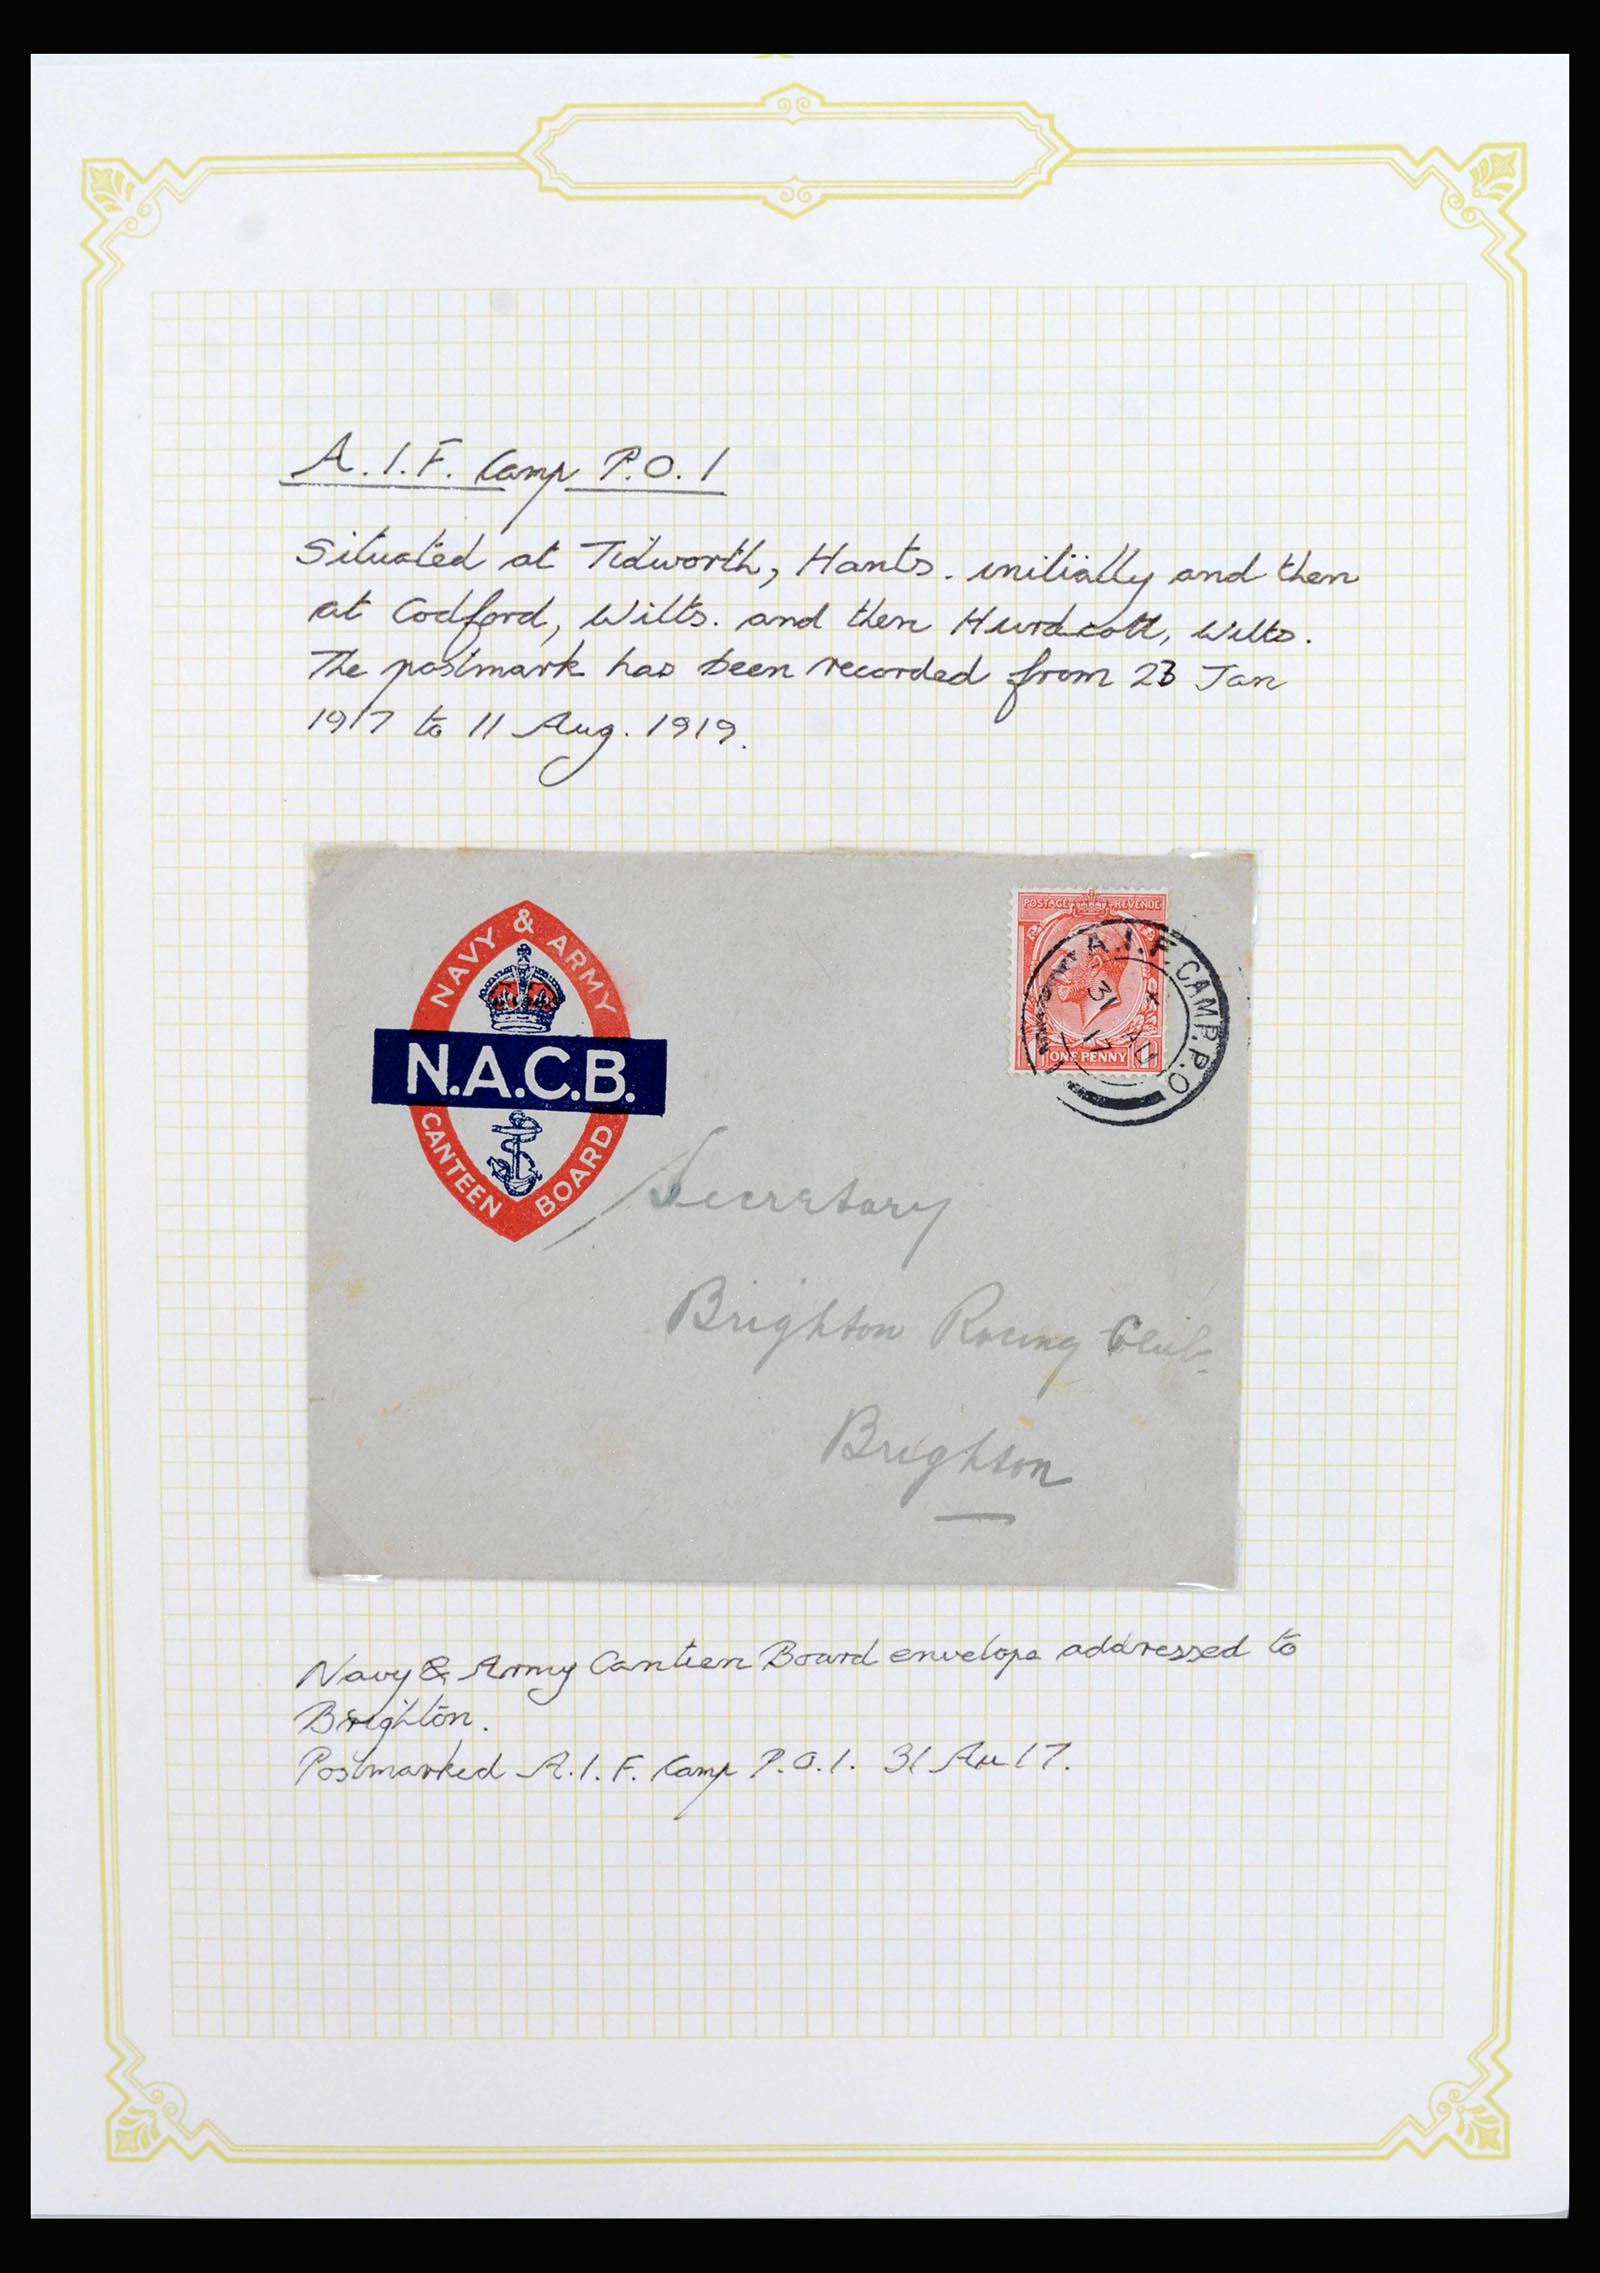 A.I.F. Camp P.O.1
Situated at Tidworth, Hants. initially and then
at Codford, Wilts. and then Hurdcott, Wilts.
The postmark has been recorded from 23 Jan
1917 to 11 Aug. 1919.
NAVY & ARMY
N.A.C.B.
CANTEEN BOARD
POSTAGE REVENUE
ONE PENNY
A.I.F. CAMP. P.O
31 AU
17
Secretary
Brighton Racing Club
Brighton
Navy & Army Canteen Board envelope addressed to
Brighton.
Postmarked A.I.F. Camp P.O.1. 31 Au 17.